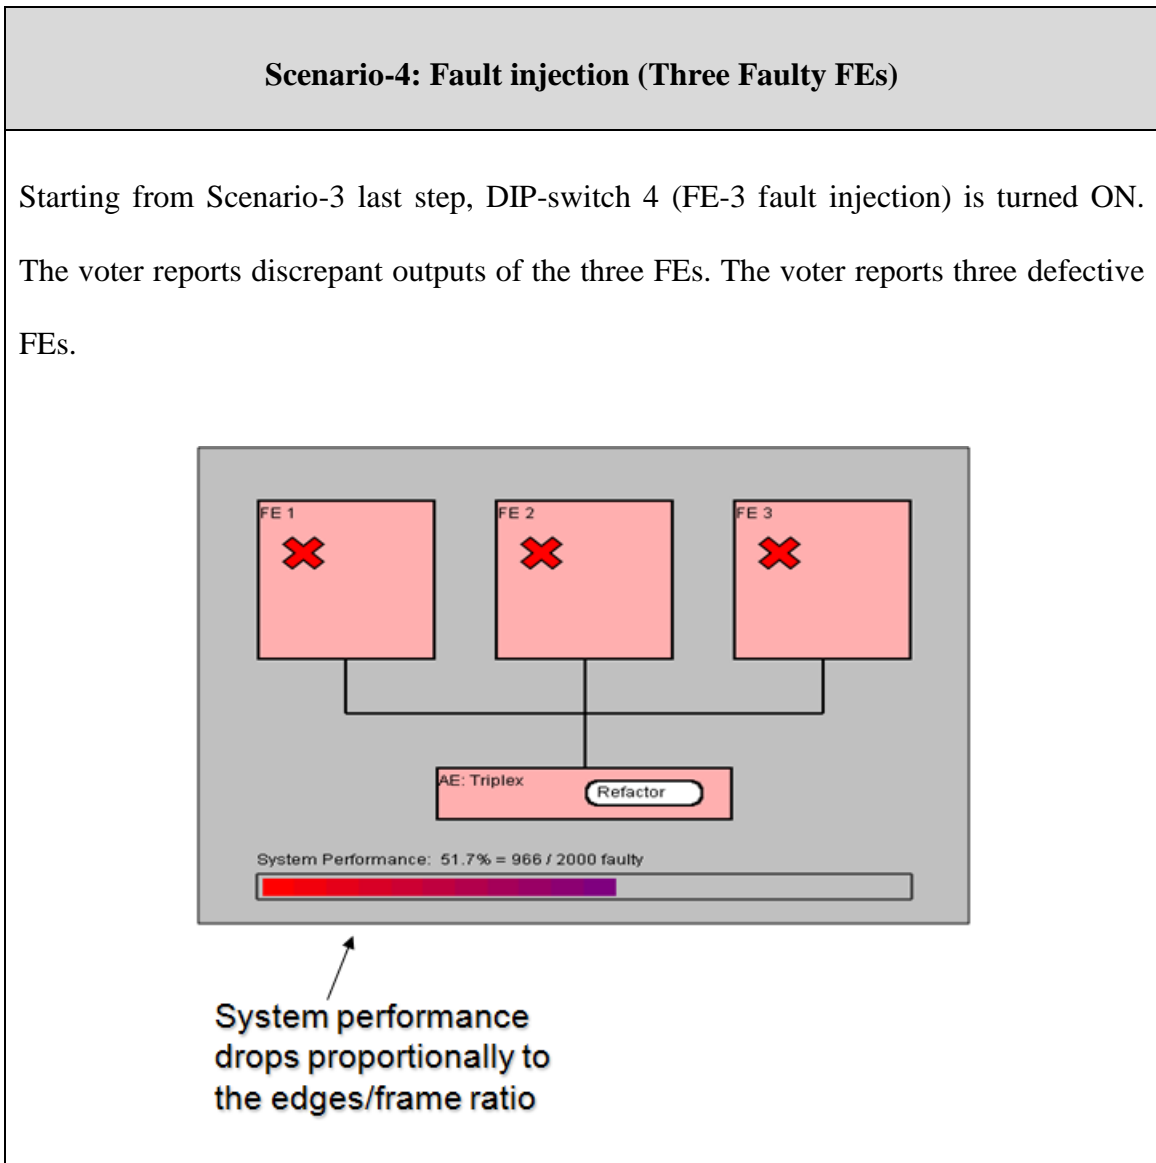 Scenario-4: Fault injection (Three Faulty FEs)
Starting from Scenario-3 last step, DIP-switch 4 (FE-3 fault injection) is turned ON.
The voter reports discrepant outputs of the three FEs. The voter reports three defective
FEs.
FE 1
FE 2
FE 3
AE: Triplex
Refactor
System Performance: 51.7% = 966 / 2000 faulty
System performance
drops proportionally to
the edges/frame ratio